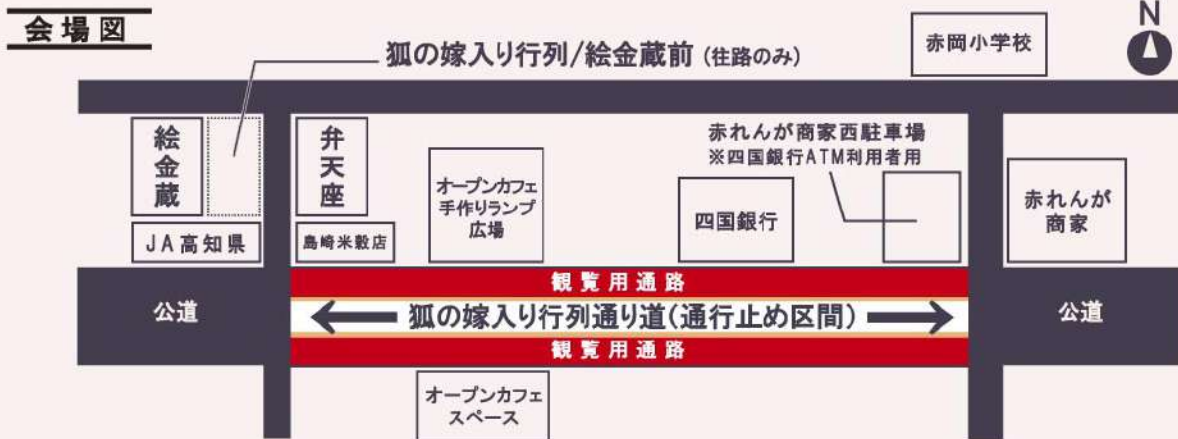 会場図
N
狐の嫁入り行列/絵金蔵前 (往路のみ)
赤岡小学校
絵金蔵
弁天座
オープンカフェ
手作りランプ
広場
赤れんが商家西駐車場
※四国銀行ATM利用者用
四国銀行
赤れんが
商家
JA高知県
島崎米穀店
観覧用通路
公道
狐の嫁入り行列通り道(通行止め区間)
公道
観覧用通路
オープンカフェ
スペース